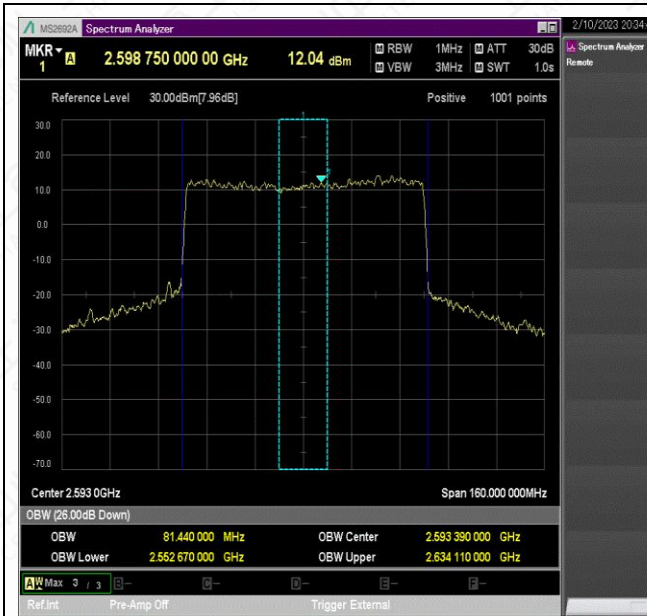 MS2692A Spectrum Analyzer
2/10/2023 20:34:
MKR
1
A
2.598 750 000 00 GHz
12.04 dBm
RBW 1MHz ATT 30dB
VBW 3MHz SWT 1.0s
Spectrum Analyzer
Remote
Reference Level 30.00dBm[7.96dB] Positive 1001 points
30.0
20.0
10.0
0.0
-10.0
-20.0
-30.0
-40.0
-50.0
-60.0
-70.0
Center 2.593 0GHz Span 160.000 000MHz
OBW (26.00dB Down)
OBW 81.440 000 MHz OBW Center 2.593 390 000 GHz
OBW Lower 2.552 670 000 GHz OBW Upper 2.634 110 000 GHz
A W Max 3 / 3 B- C- D- E- F-
Ref.Int Pre-Amp Off Trigger External